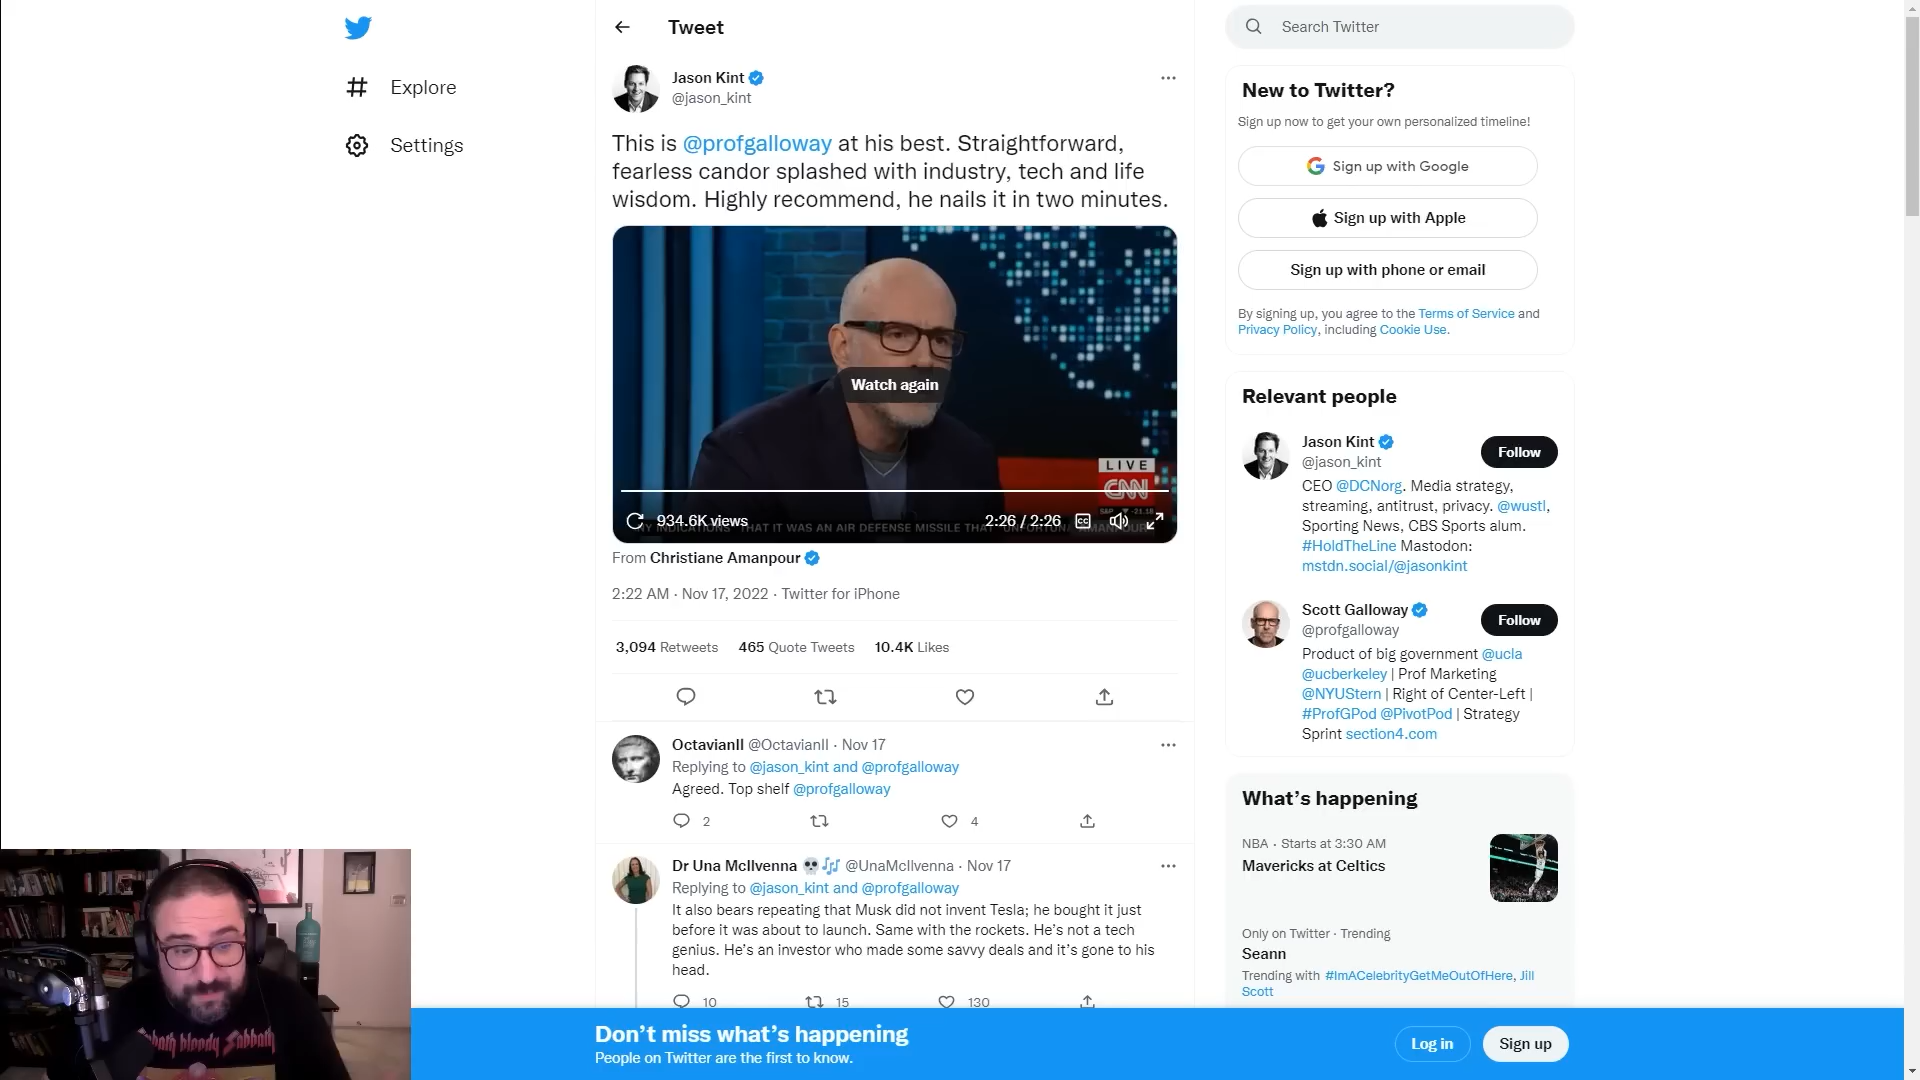 Tweet
Search Twitter
Explore
Settings
Jason Kint
@jason_kint
This is @profgalloway at his best. Straightforward,
fearless candor splashed with industry, tech and life
wisdom. Highly recommend, he nails it in two minutes.
Watch again
LIVE
CNN
934.6K views
2:26 / 2:26
CC
THAT IT WAS AN AIR DEFENSE MISSILE THAT
From Christiane Amanpour
2:22 AM · Nov 17, 2022 · Twitter for iPhone
3,094 Retweets 465 Quote Tweets 10.4K Likes
OctavianII @OctavianII · Nov 17
Replying to @jason_kint and @profgalloway
Agreed. Top shelf @profgalloway
2 4
Dr Una McIlvenna @UnaMcIlvenna · Nov 17
Replying to @jason_kint and @profgalloway
It also bears repeating that Musk did not invent Tesla; he bought it just
before it was about to launch. Same with the rockets. He's not a tech
genius. He's an investor who made some savvy deals and it's gone to his
head.
10 15 130
New to Twitter?
Sign up now to get your own personalized timeline!
Sign up with Google
Sign up with Apple
Sign up with phone or email
By signing up, you agree to the Terms of Service and
Privacy Policy, including Cookie Use.
Relevant people
Jason Kint
@jason_kint
Follow
CEO @DCNorg. Media strategy,
streaming, antitrust, privacy. @wustl,
Sporting News, CBS Sports alum.
#HoldTheLine Mastodon:
mstdn.social/@jasonkint
Scott Galloway
@profgalloway
Follow
Product of big government @ucla
@ucberkeley | Prof Marketing
@NYUStern | Right of Center-Left |
#ProfGPod @PivotPod | Strategy
Sprint section4.com
What's happening
NBA · Starts at 3:30 AM
Mavericks at Celtics
Only on Twitter · Trending
Seann
Trending with #ImACelebrityGetMeOutOfHere, Jill
Scott
Don't miss what's happening
People on Twitter are the first to know.
Log in
Sign up
bloody Sabbath